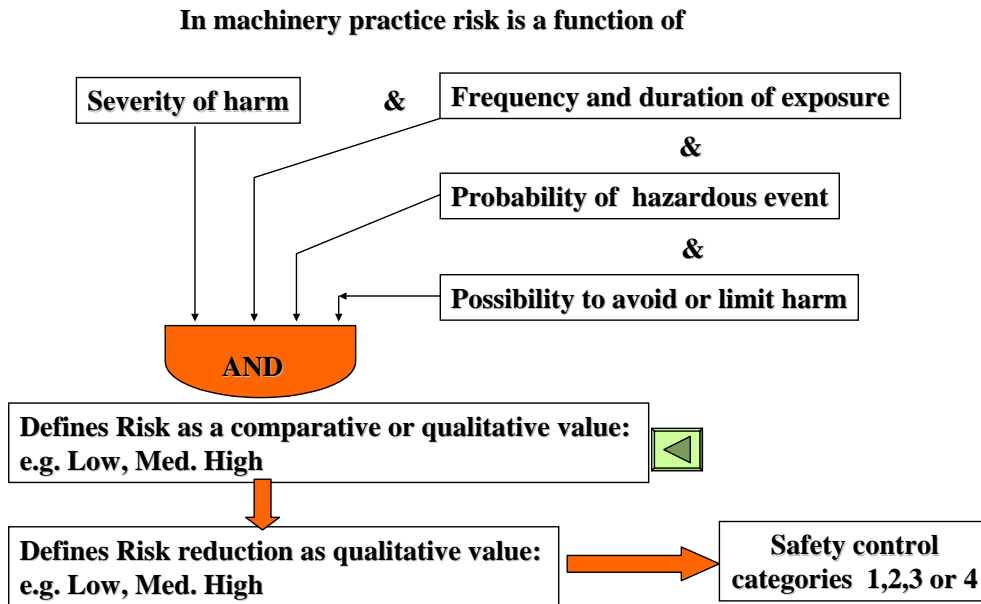 In machinery practice risk is a function of
Severity of harm
&
Frequency and duration of exposure
&
Probability of hazardous event
&
Possibility to avoid or limit harm
AND
Defines Risk as a comparative or qualitative value:
e.g. Low, Med. High
Defines Risk reduction as qualitative value:
e.g. Low, Med. High
Safety control
categories 1,2,3 or 4